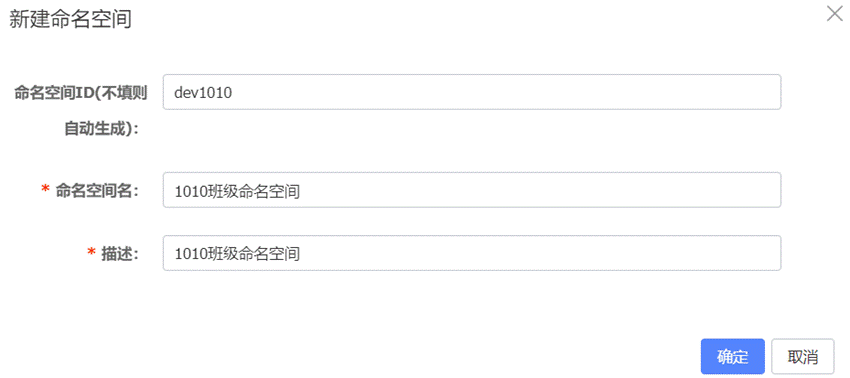 新建命名空间
命名空间ID(不填则
自动生成)：
dev1010
* 命名空间名：
1010班级命名空间
* 描述：
1010班级命名空间
确定
取消